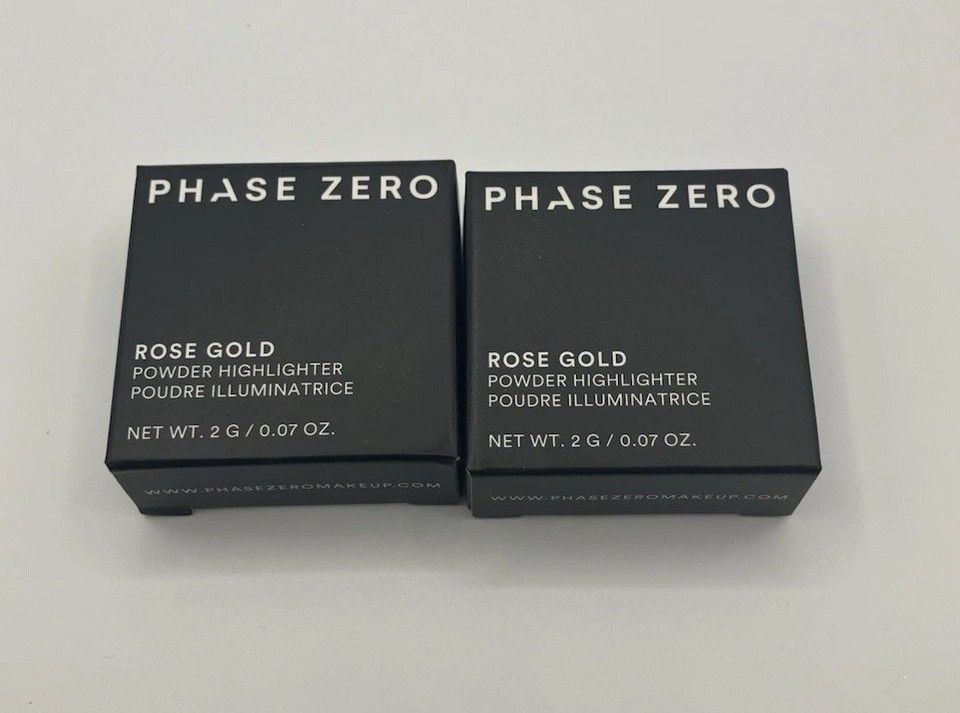 PHASE ZERO
ROSE GOLD
POWDER HIGHLIGHTER
POUDRE ILLUMINATRICE
NET WT. 2 G / 0.07 OZ.
WWW.PHASEZEROMAKEUP.COM
PHASE ZERO
ROSE GOLD
POWDER HIGHLIGHTER
POUDRE ILLUMINATRICE
NET WT. 2 G / 0.07 OZ.
WWW.PHASEZEROMAKEUP.COM